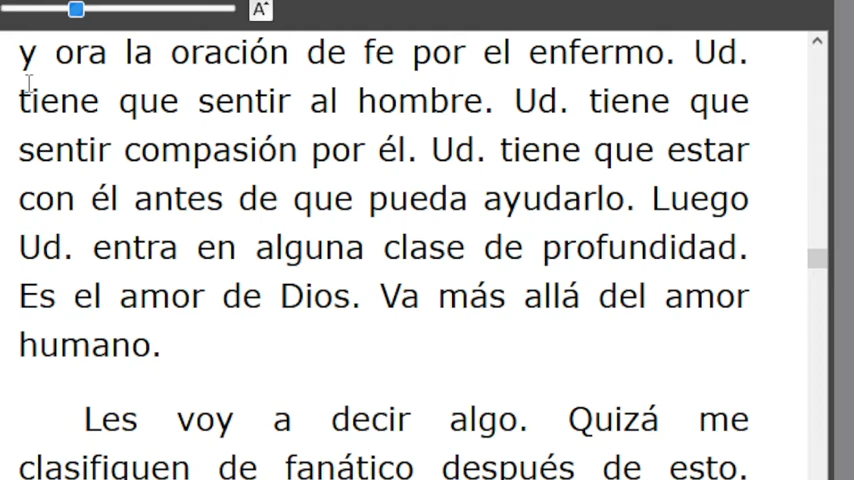 A^
y ora la oración de fe por el enfermo. Ud.
tiene que sentir al hombre. Ud. tiene que
sentir compasión por él. Ud. tiene que estar
con él antes de que pueda ayudarlo. Luego
Ud. entra en alguna clase de profundidad.
Es el amor de Dios. Va más allá del amor
humano.
Les voy a decir algo. Quizá me
clasifiquen de fanático después de esto.